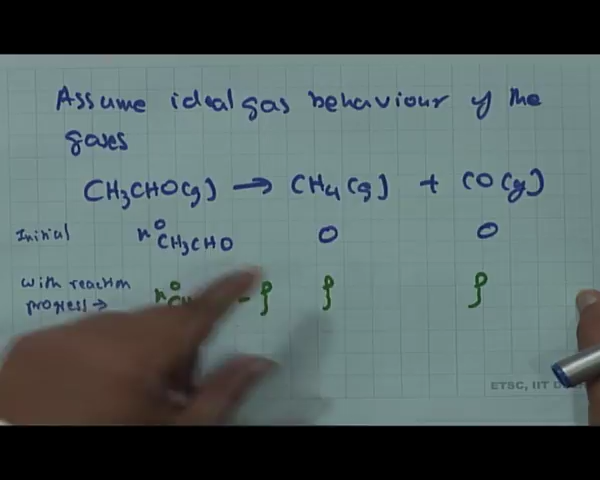 Assume ideal gas behaviour of the
gases
CH₃CHO(g) → CH₄(g) + CO(g)
Initial n°CH₃CHO 0 0
with reaction
progress → n°CH - ξ ξ ξ
ETSC, IIT D